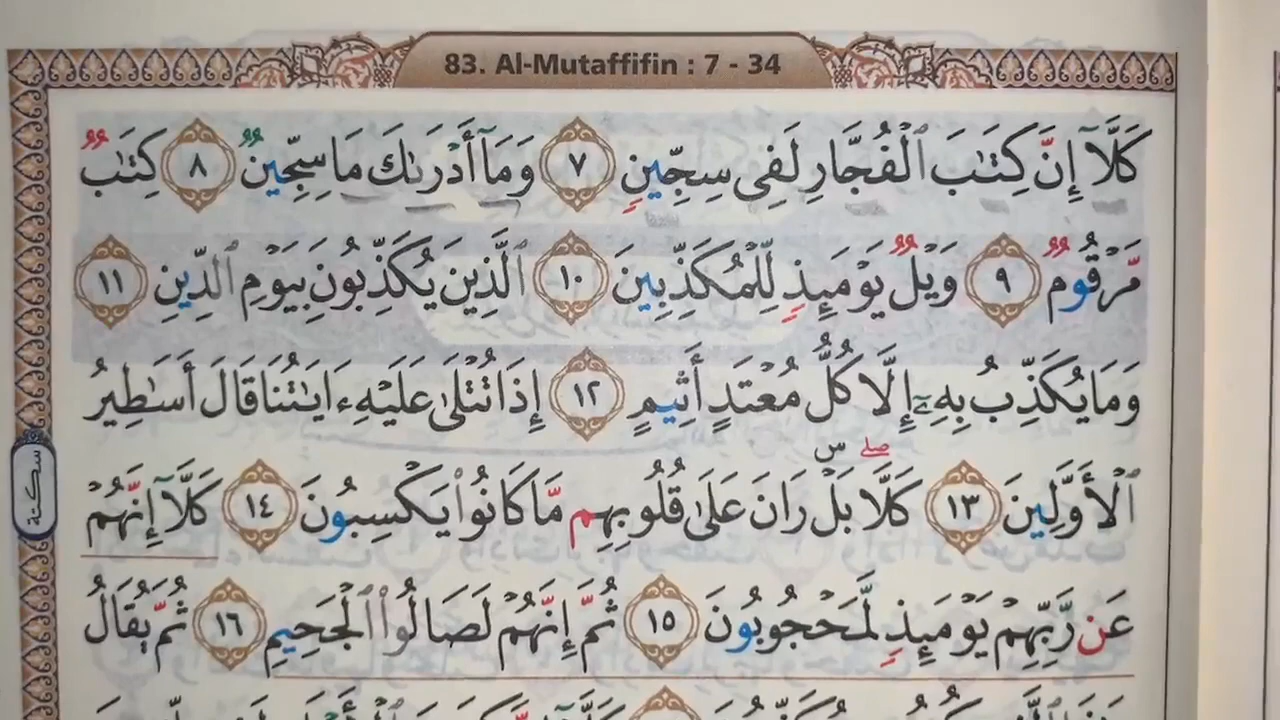 83. Al-Mutaffifin : 7 - 34
كَلَّآ إِنَّ كِتَٰبَ ٱلْفُجَّارِ لَفِى سِجِّينٍ ٧ وَمَآ أَدْرَىٰكَ مَا سِجِّينٌ ٨ كِتَٰبٌ
مَّرْقُومٌ ٩ وَيْلٌ يَوْمَئِذٍ لِّلْمُكَذِّبِينَ ١٠ ٱلَّذِينَ يُكَذِّبُونَ بِيَوْمِ ٱلدِّينِ ١١
وَمَا يُكَذِّبُ بِهِۦٓ إِلَّا كُلُّ مُعْتَدٍ أَثِيمٍ ١٢ إِذَا تُتْلَىٰ عَلَيْهِ ءَايَٰتُنَا قَالَ أَسَٰطِيرُ
ٱلْأَوَّلِينَ ١٣ كَلَّا ۖ بَلْ ۜ رَانَ عَلَىٰ قُلُوبِهِم مَّا كَانُوا۟ يَكْسِبُونَ ١٤ كَلَّآ إِنَّهُمْ
سكتة
عَن رَّبِّهِمْ يَوْمَئِذٍ لَّمَحْجُوبُونَ ١٥ ثُمَّ إِنَّهُمْ لَصَالُوا۟ ٱلْجَحِيمِ ١٦ ثُمَّ يُقَالُ